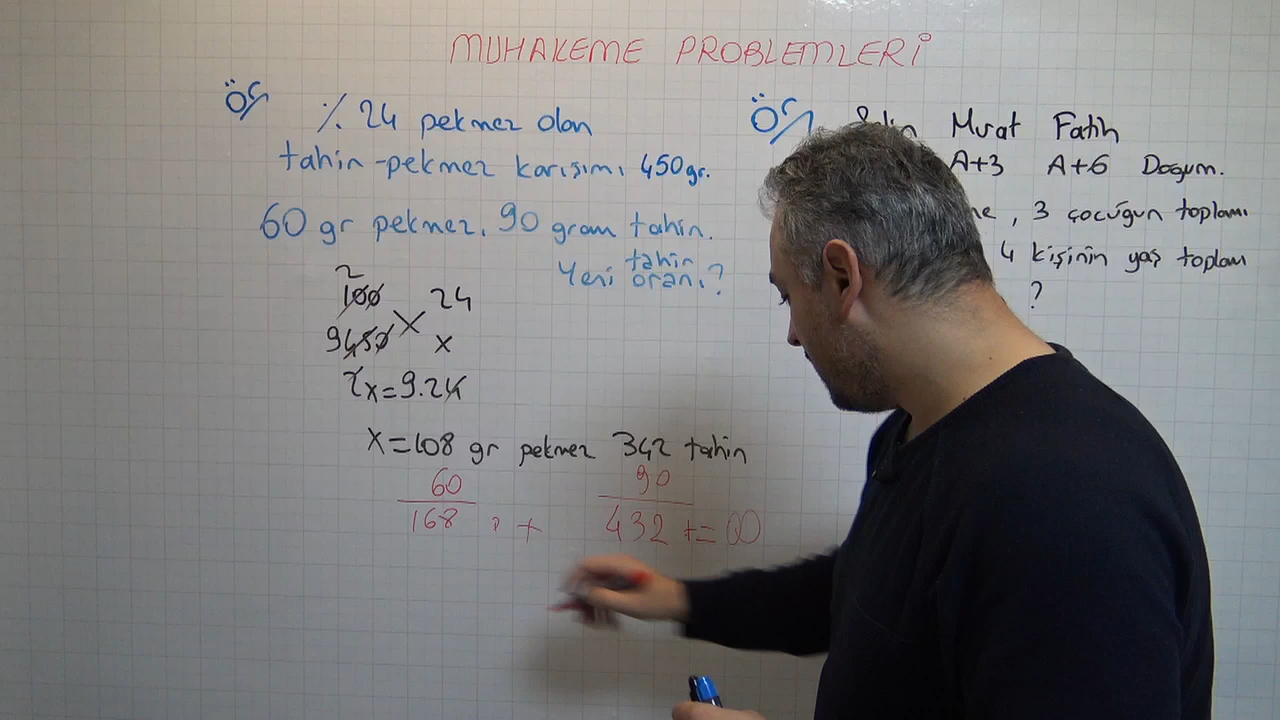 MUHAKEME PROBLEMLERİ
Ör
% 24 pekmez olan
tahin-pekmez karışımı 450gr.
60 gr pekmez, 90 gram tahin.
Yeni tahin oranı?
2
100 24
9 450 x
2x=9.24
x=108 gr pekmez 342 tahin
60 90
168 p + 432 t =00
Ör
Murat Fatih
A+3 A+6 Doğum.
, 3 çocuğun toplamı
4 kişinin yaş toplamı
?